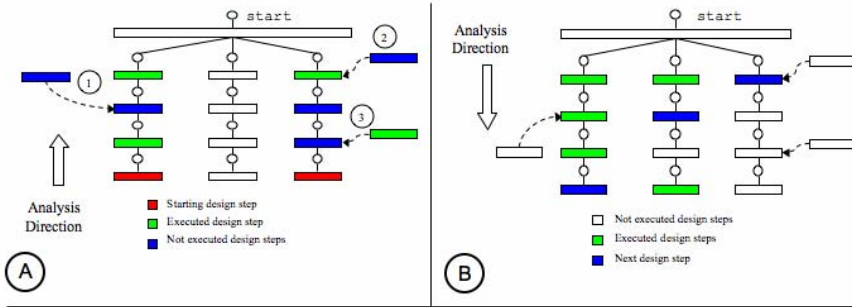 start
2
1
3
Analysis
Direction
Starting design step
Executed design step
Not executed design steps
A
start
Analysis
Direction
Not executed design steps
Executed design steps
Next design step
B